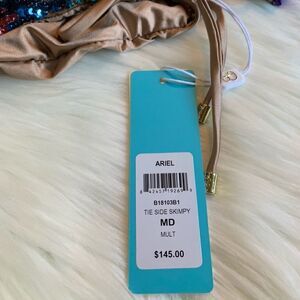 ARIEL
B18103B1
TIE SIDE SKIMPY
MD
MULT
$145.00